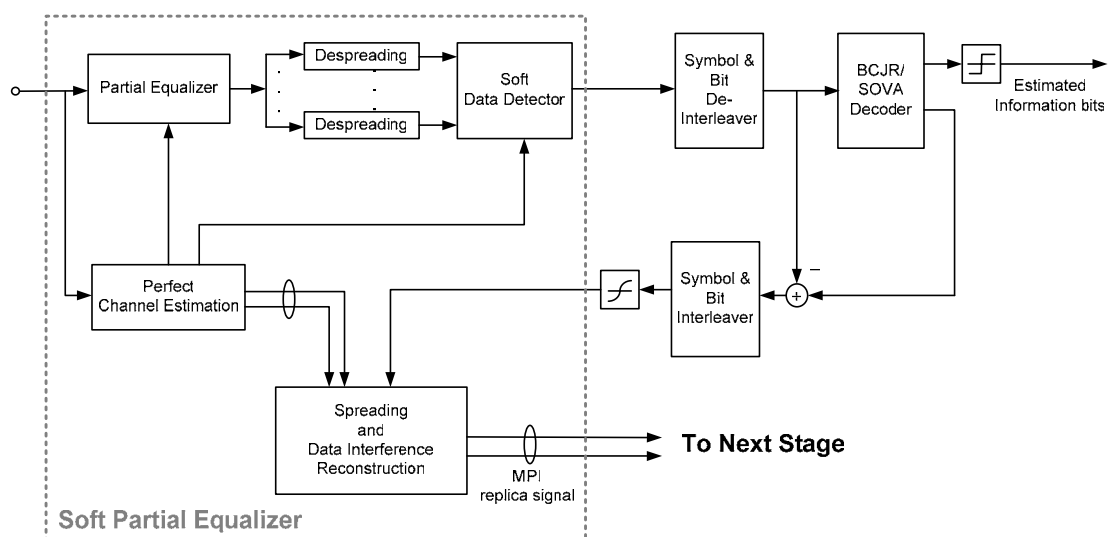 Partial Equalizer
Despreading
Despreading
Soft
Data Detector
Symbol &
Bit
De-
Interleaver
BCJR/
SOVA
Decoder
Estimated
Information bits
Perfect
Channel Estimation
Symbol &
Bit
Interleaver
–
+
Spreading
and
Data Interference
Reconstruction
MPI
replica signal
To Next Stage
Soft Partial Equalizer